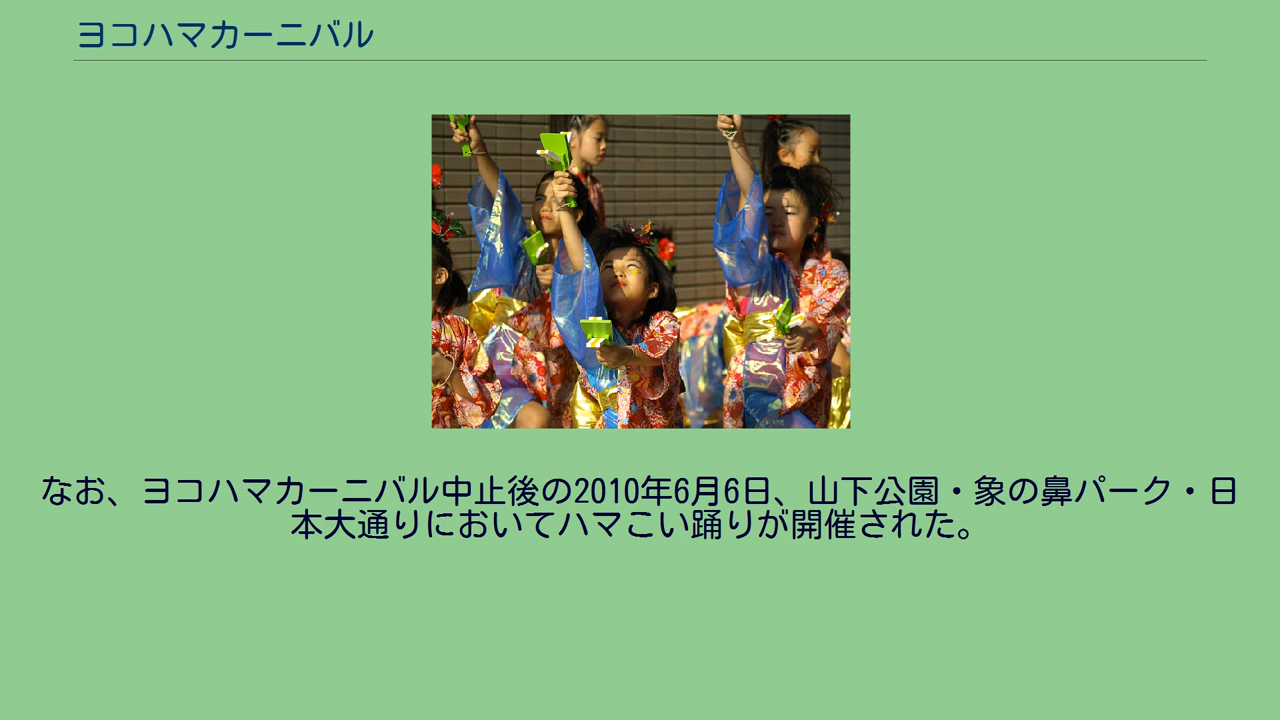 ヨコハマカーニバル
なお、ヨコハマカーニバル中止後の2010年6月6日、山下公園・象の鼻パーク・日
本大通りにおいてハマこい踊りが開催された。